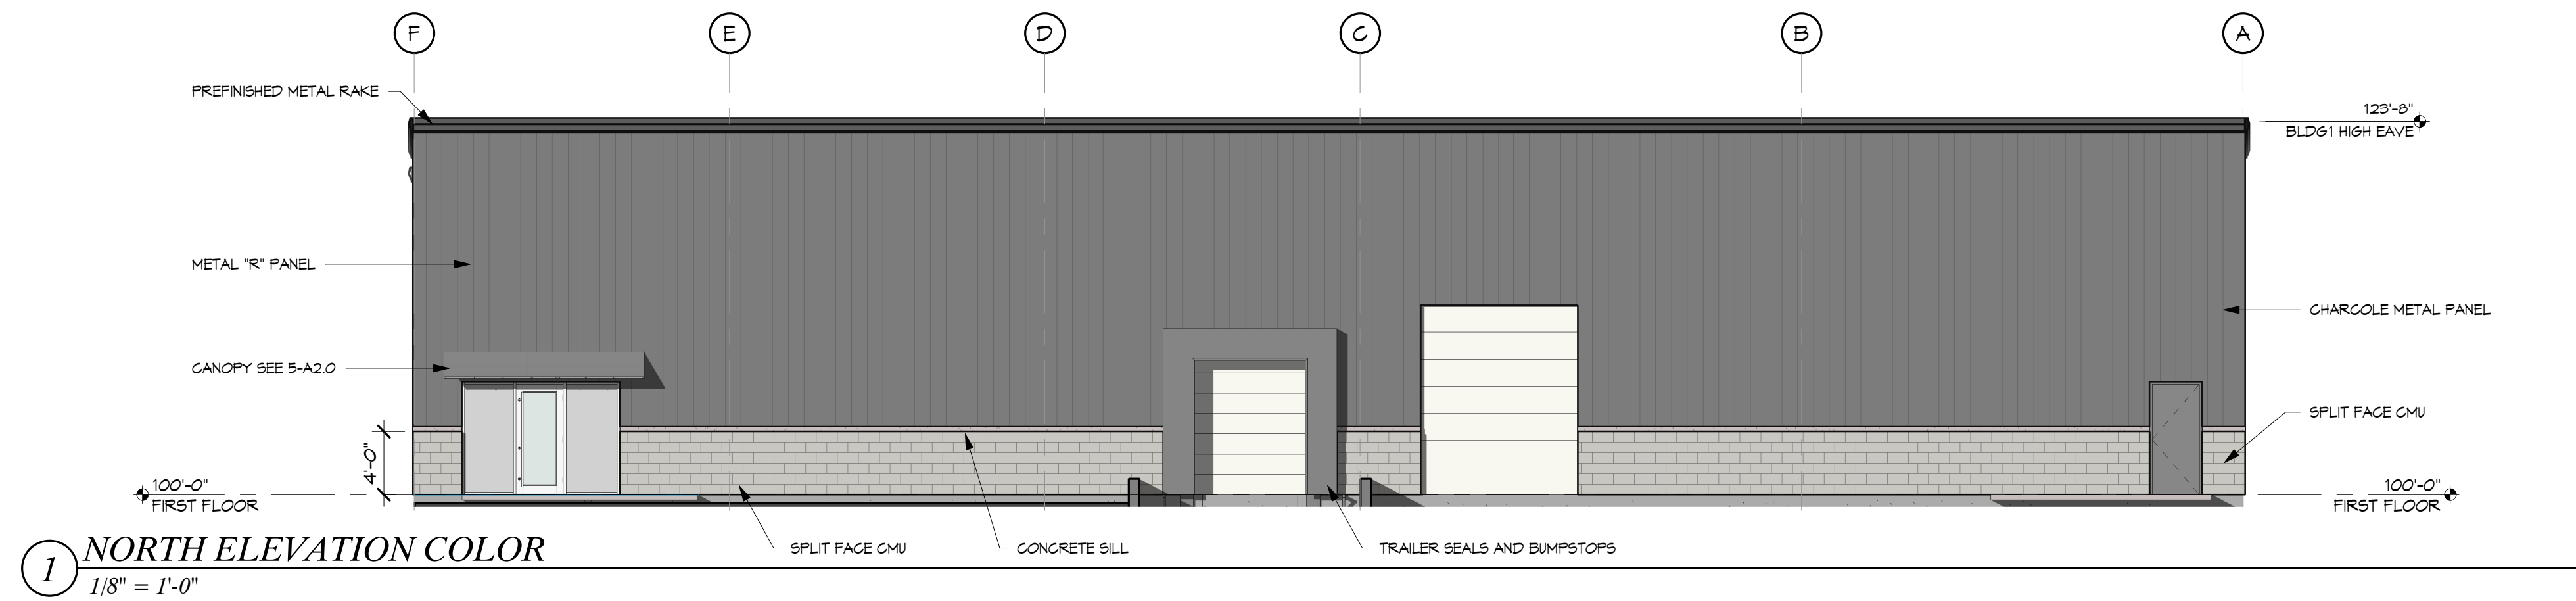 F E D C B A
PREFINISHED METAL RAKE
123'-8"
BLDG1 HIGH EAVE
METAL "R" PANEL
CHARCOLE METAL PANEL
CANOPY SEE 5-A2.0
SPLIT FACE CMU
4'-0"
100'-0"
FIRST FLOOR
100'-0"
FIRST FLOOR
SPLIT FACE CMU
CONCRETE SILL
TRAILER SEALS AND BUMPSTOPS
1 NORTH ELEVATION COLOR
1/8" = 1'-0"